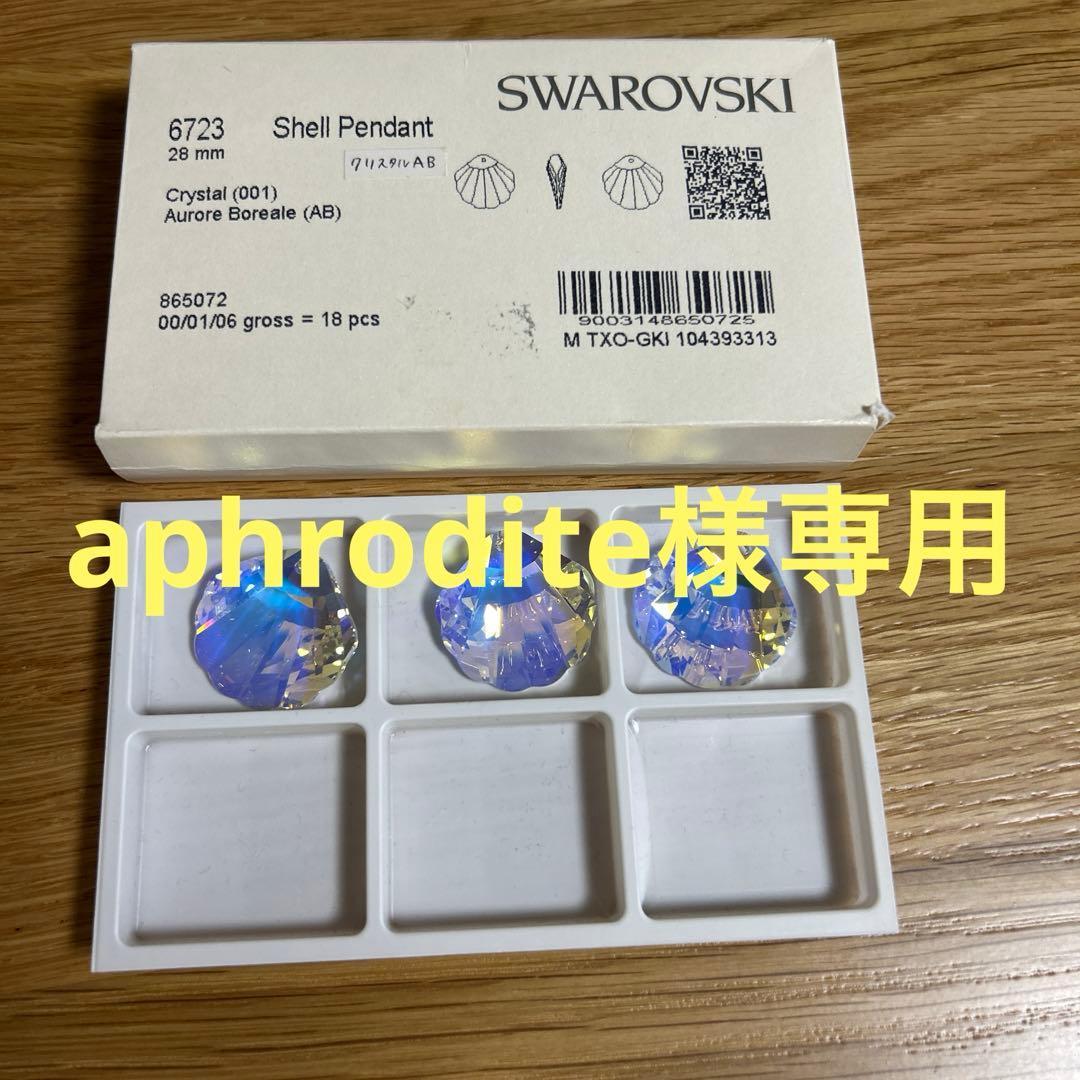 SWAROVSKI
6723 Shell Pendant
28 mm
クリスタルAB
Crystal (001)
Aurore Boreale (AB)
865072
00/01/06 gross = 18 pcs
9003148650725
M TXO-GKI 104393313
aphrodite様専用